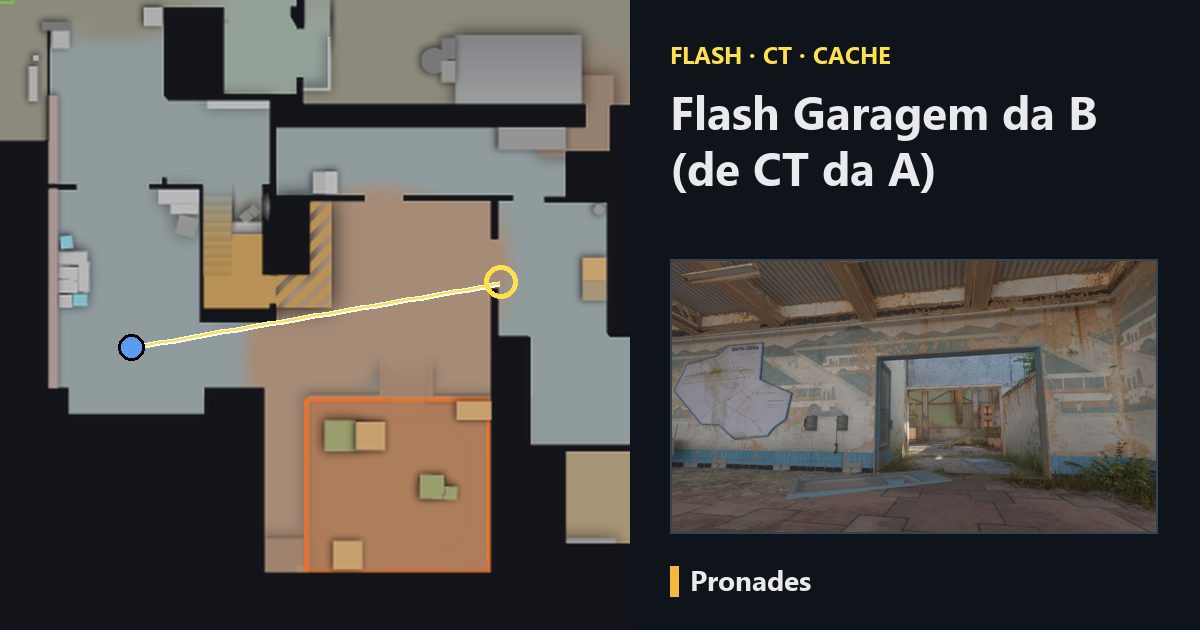 FLASH · CT · CACHE
Flash Garagem da B
(de CT da A)
Pronades